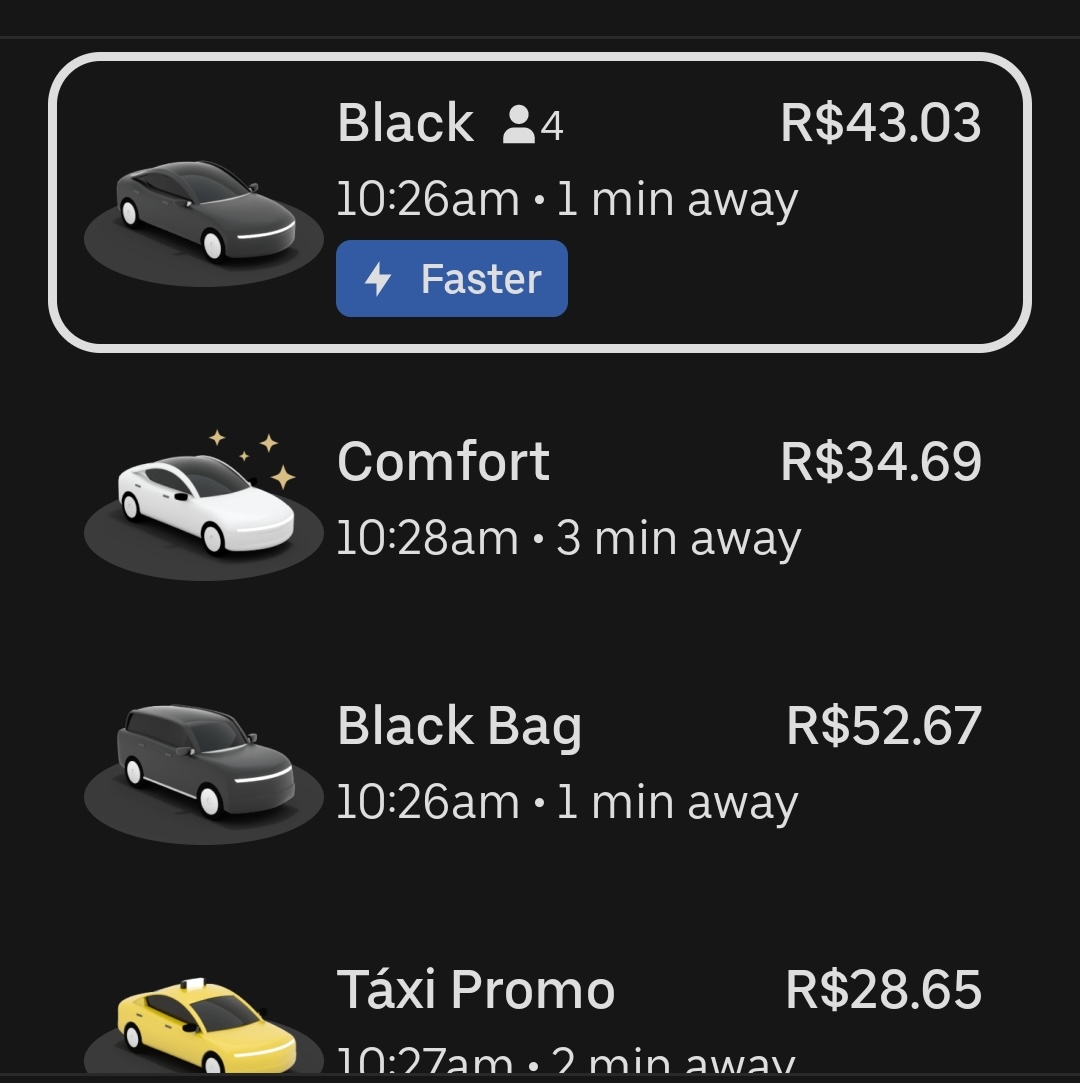 Black 4 R$43.03
10:26am • 1 min away
Faster
Comfort R$34.69
10:28am • 3 min away
Black Bag R$52.67
10:26am • 1 min away
Táxi Promo R$28.65
10:27am • 2 min away